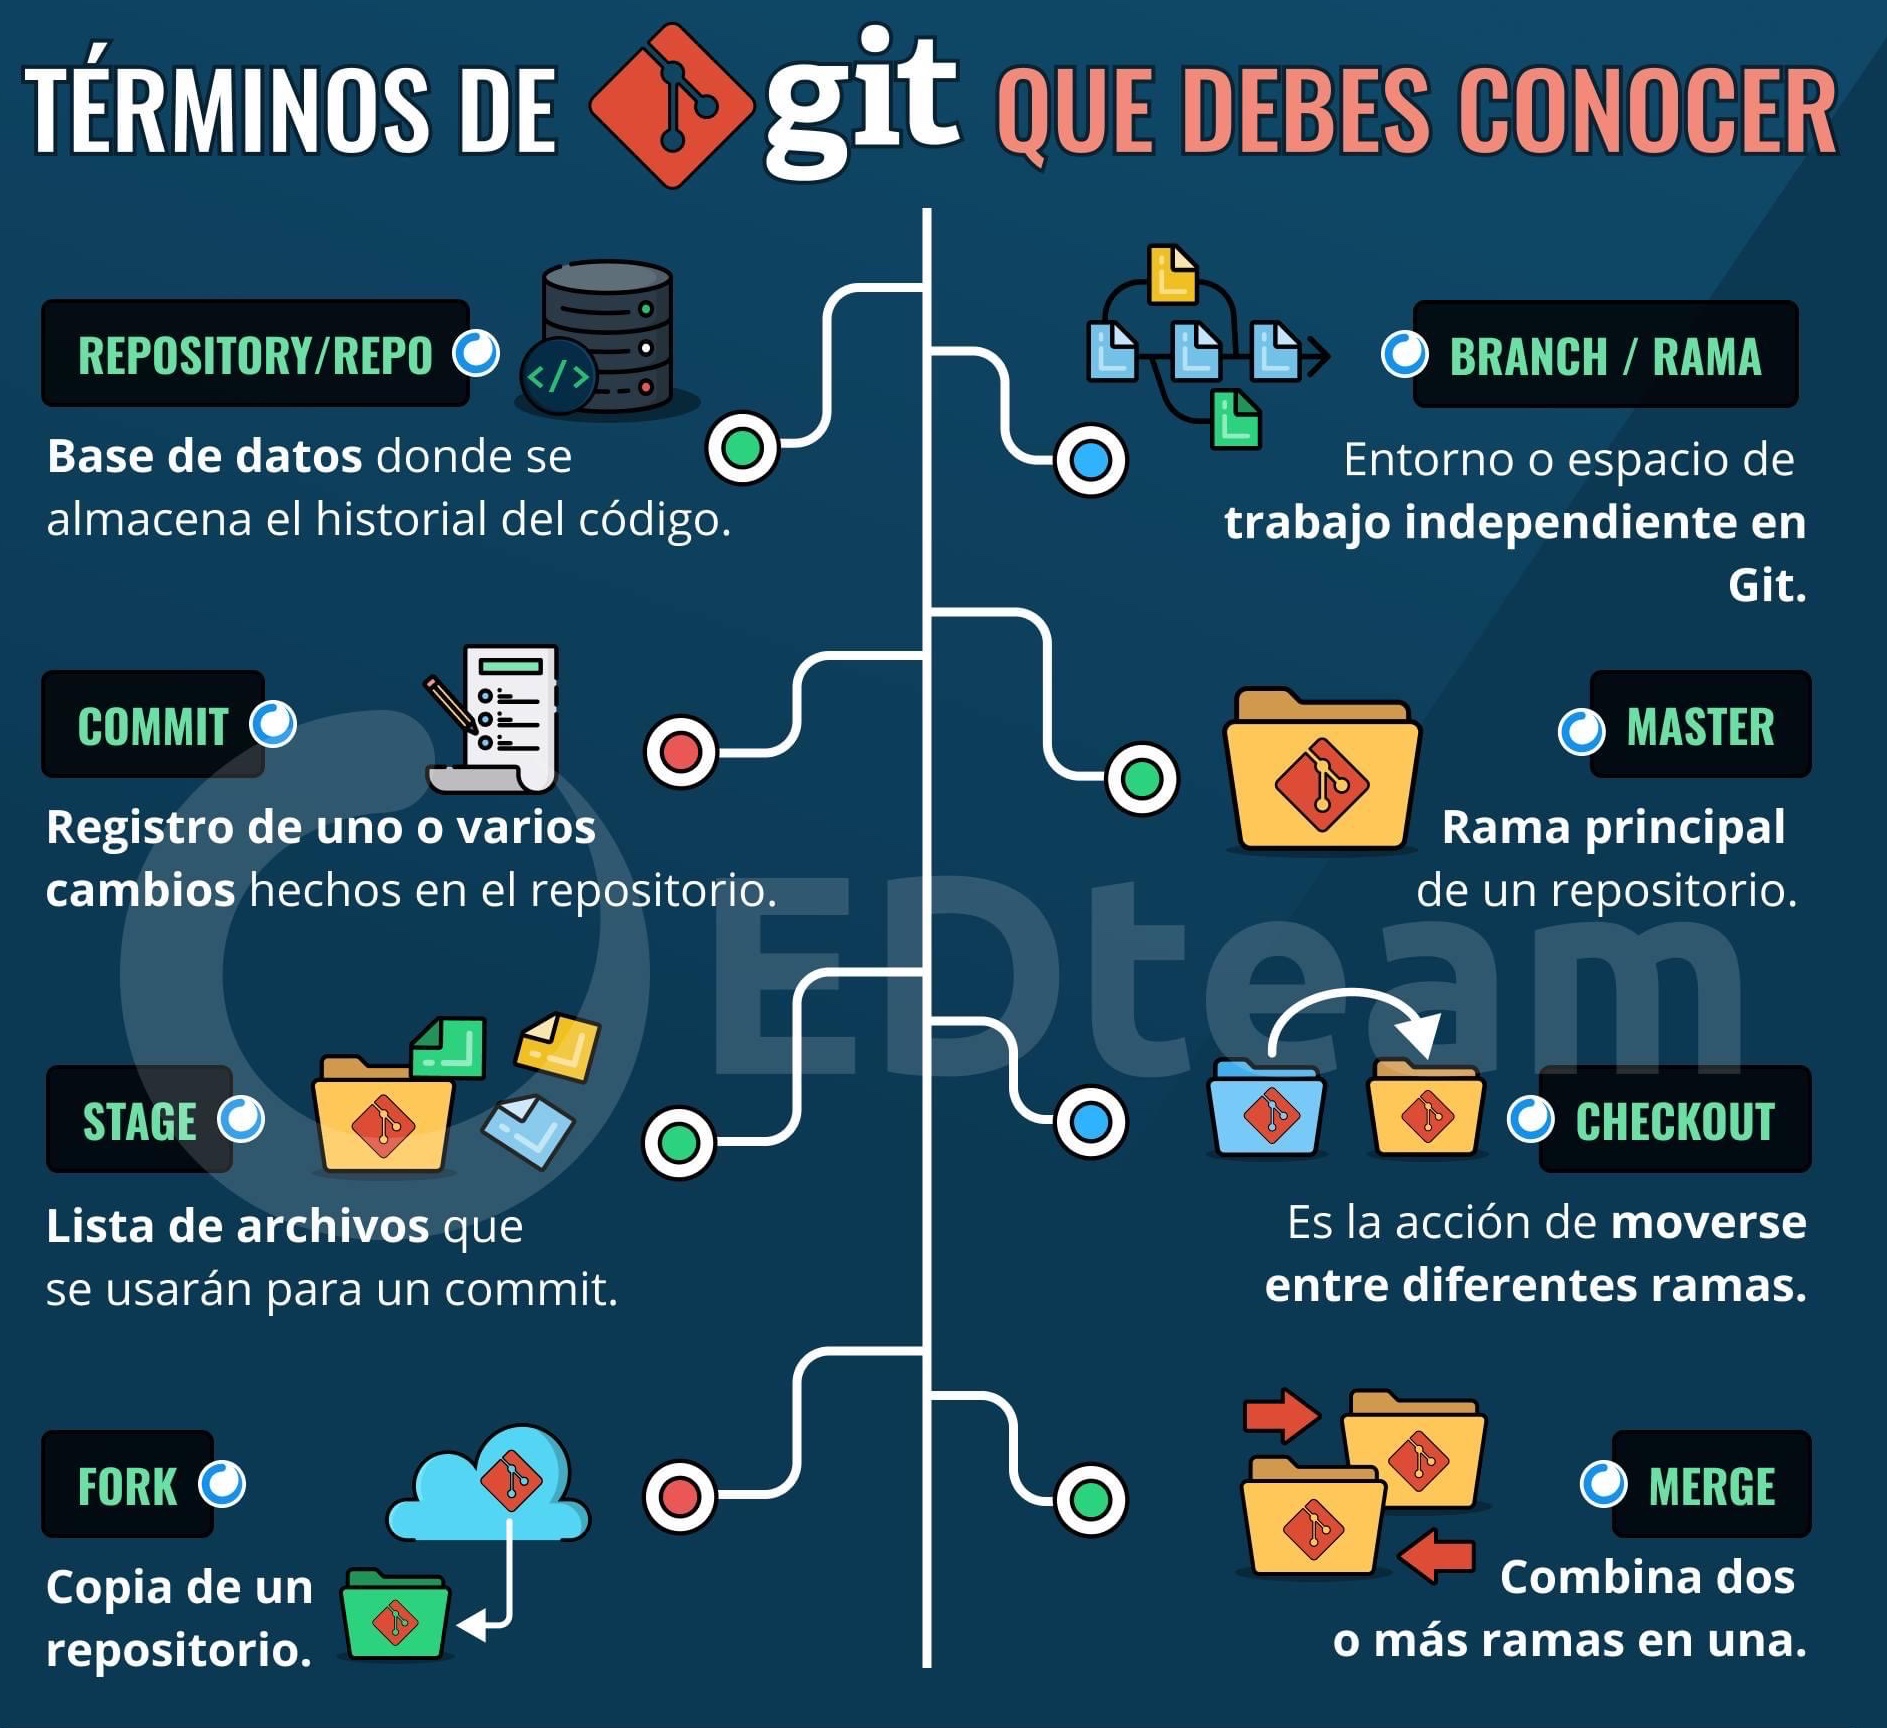 TÉRMINOS DE git QUE DEBES CONOCER
REPOSITORY/REPO
Base de datos donde se
almacena el historial del código.
BRANCH / RAMA
Entorno o espacio de
trabajo independiente en
Git.
COMMIT
Registro de uno o varios
cambios hechos en el repositorio.
MASTER
Rama principal
de un repositorio.
STAGE
Lista de archivos que
se usarán para un commit.
CHECKOUT
Es la acción de moverse
entre diferentes ramas.
FORK
Copia de un
repositorio.
MERGE
Combina dos
o más ramas en una.
EDteam